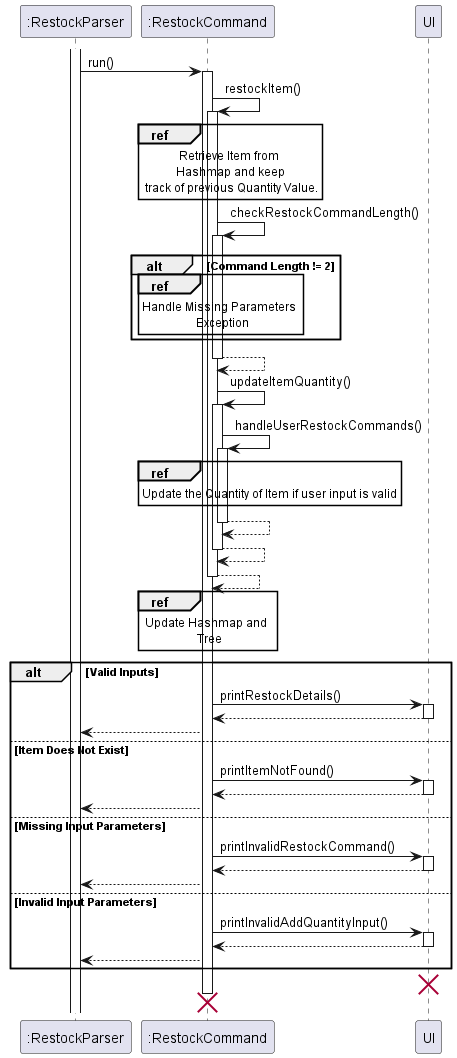 :RestockParser
:RestockCommand
UI
run()
restockItem()
ref
Retrieve Item from
Hashmap and keep
track of previous Quantity Value.
checkRestockCommandLength()
alt [Command Length != 2]
ref
Handle Missing Parameters
Exception
updateItemQuantity()
handleUserRestockCommands()
ref
Update the Quantity of Item if user input is valid
ref
Update Hashmap and
Tree
alt [Valid Inputs]
printRestockDetails()
[Item Does Not Exist]
printItemNotFound()
[Missing Input Parameters]
printInvalidRestockCommand()
[Invalid Input Parameters]
printInvalidAddQuantityInput()
:RestockParser
:RestockCommand
UI